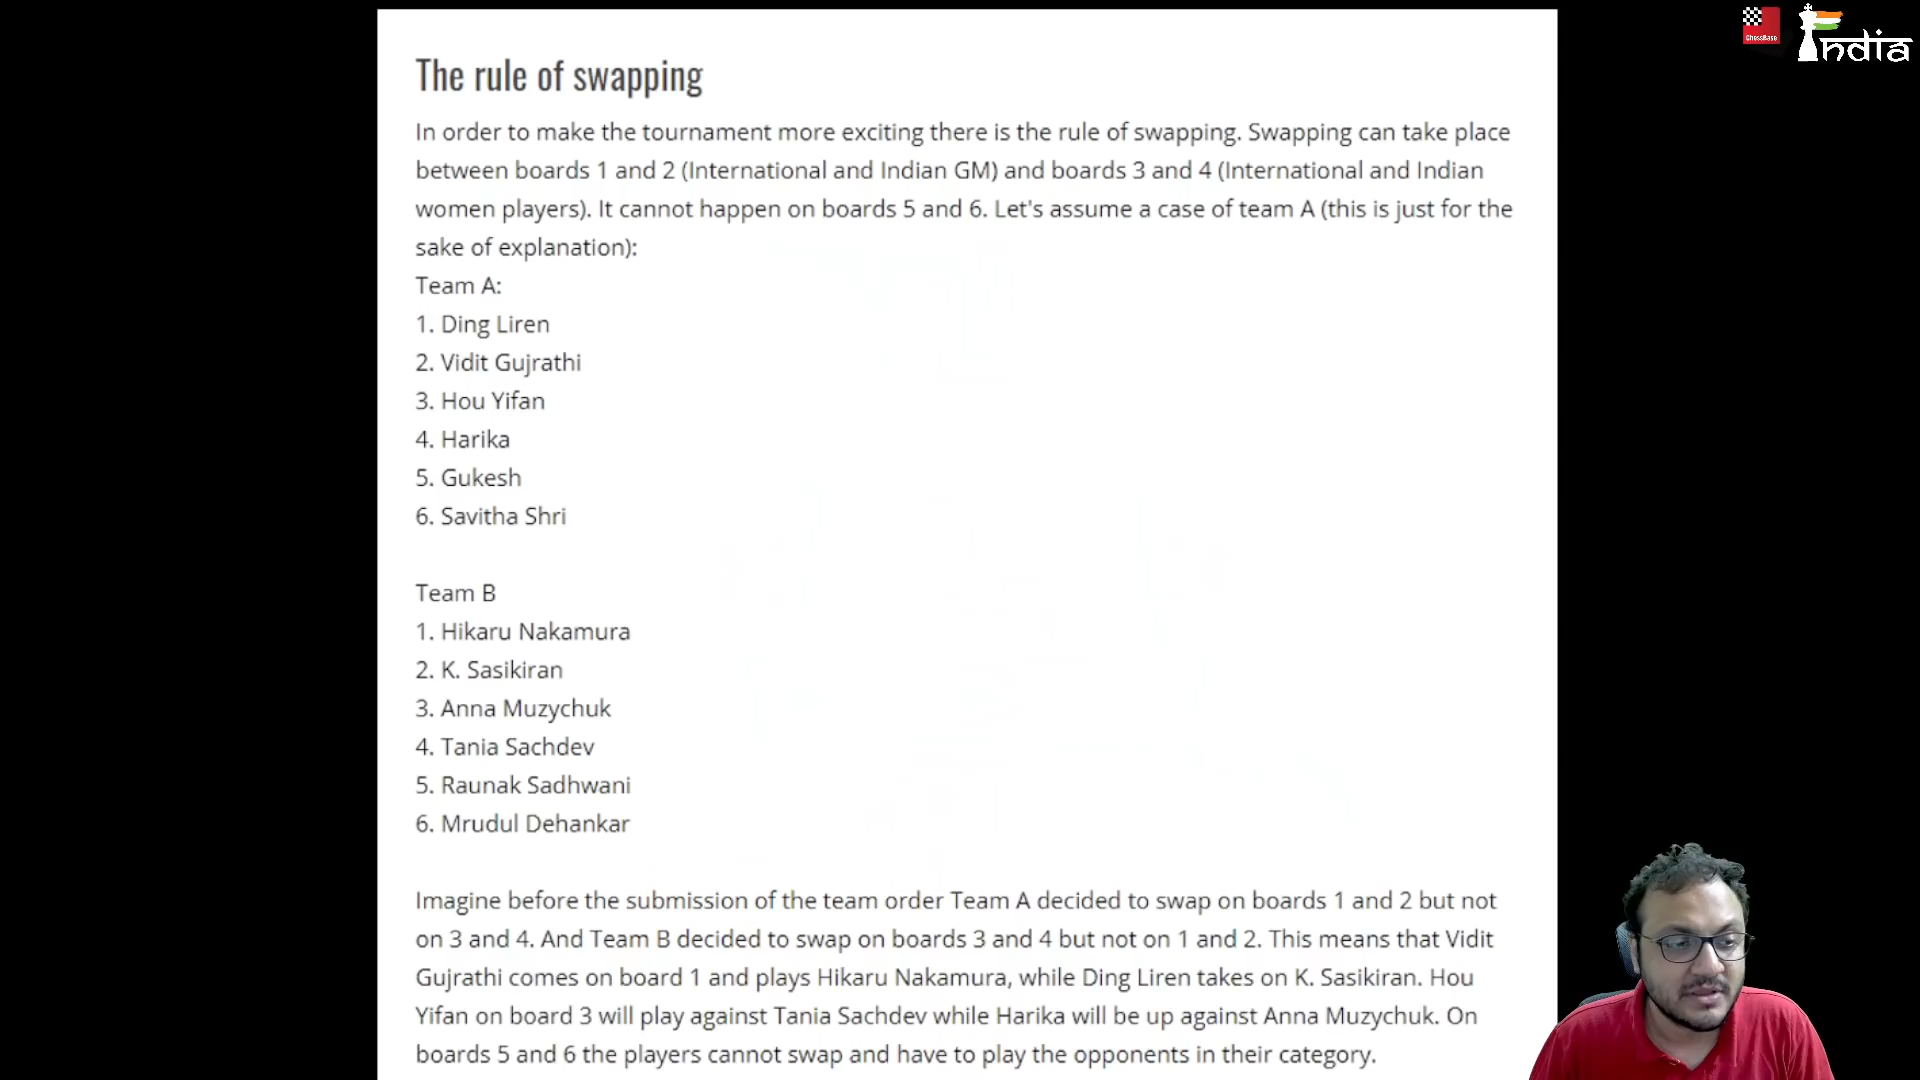 The rule of swapping
In order to make the tournament more exciting there is the rule of swapping. Swapping can take place
between boards 1 and 2 (International and Indian GM) and boards 3 and 4 (International and Indian
women players). It cannot happen on boards 5 and 6. Let's assume a case of team A (this is just for the
sake of explanation):
Team A:
1. Ding Liren
2. Vidit Gujrathi
3. Hou Yifan
4. Harika
5. Gukesh
6. Savitha Shri
Team B
1. Hikaru Nakamura
2. K. Sasikiran
3. Anna Muzychuk
4. Tania Sachdev
5. Raunak Sadhwani
6. Mrudul Dehankar
Imagine before the submission of the team order Team A decided to swap on boards 1 and 2 but not
on 3 and 4. And Team B decided to swap on boards 3 and 4 but not on 1 and 2. This means that Vidit
Gujrathi comes on board 1 and plays Hikaru Nakamura, while Ding Liren takes on K. Sasikiran. Hou
Yifan on board 3 will play against Tania Sachdev while Harika will be up against Anna Muzychuk. On
boards 5 and 6 the players cannot swap and have to play the opponents in their category.
ChessBase
India